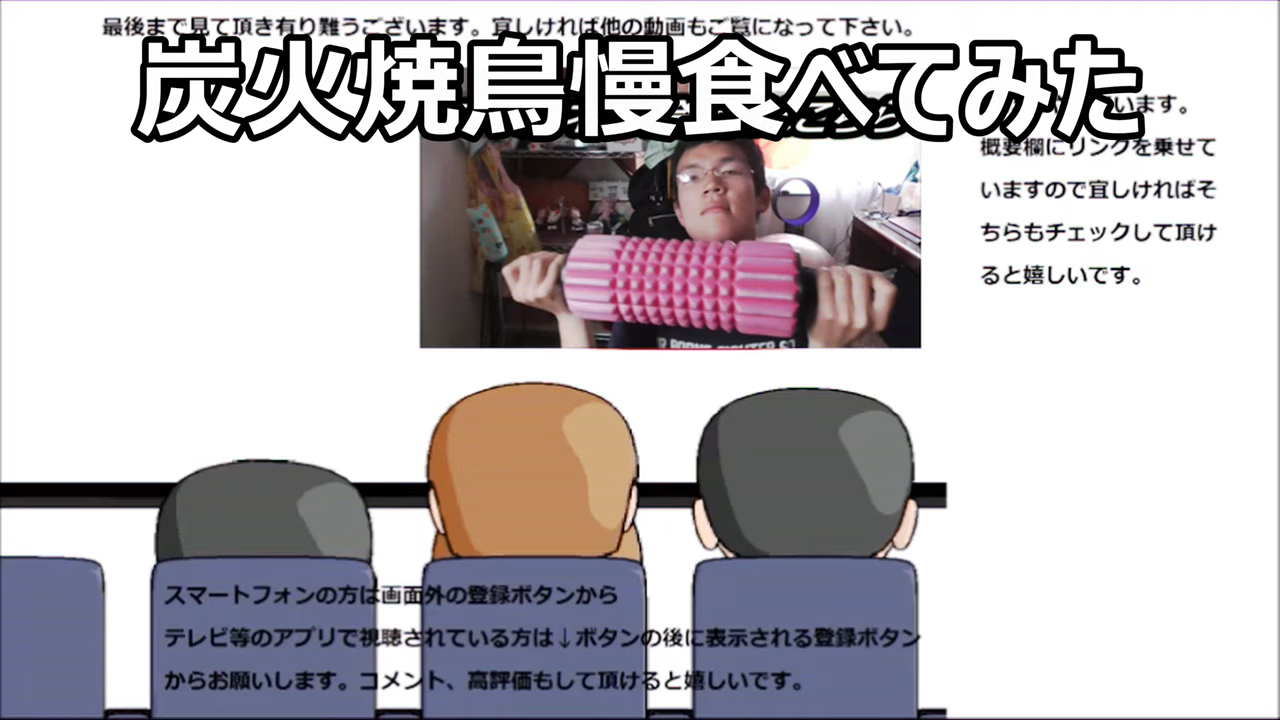 最後まで見て頂き有り難うございます。宜しければ他の動画もご覧になって下さい。
炭火焼鳥慢食べてみた
います。
概要欄にリンクを乗せて
いますので宜しければそ
ちらもチェックして頂け
ると嬉しいです。
スマートフォンの方は画面外の登録ボタンから
テレビ等のアプリで視聴されている方は↓ボタンの後に表示される登録ボタン
からお願いします。コメント、高評価もして頂けると嬉しいです。